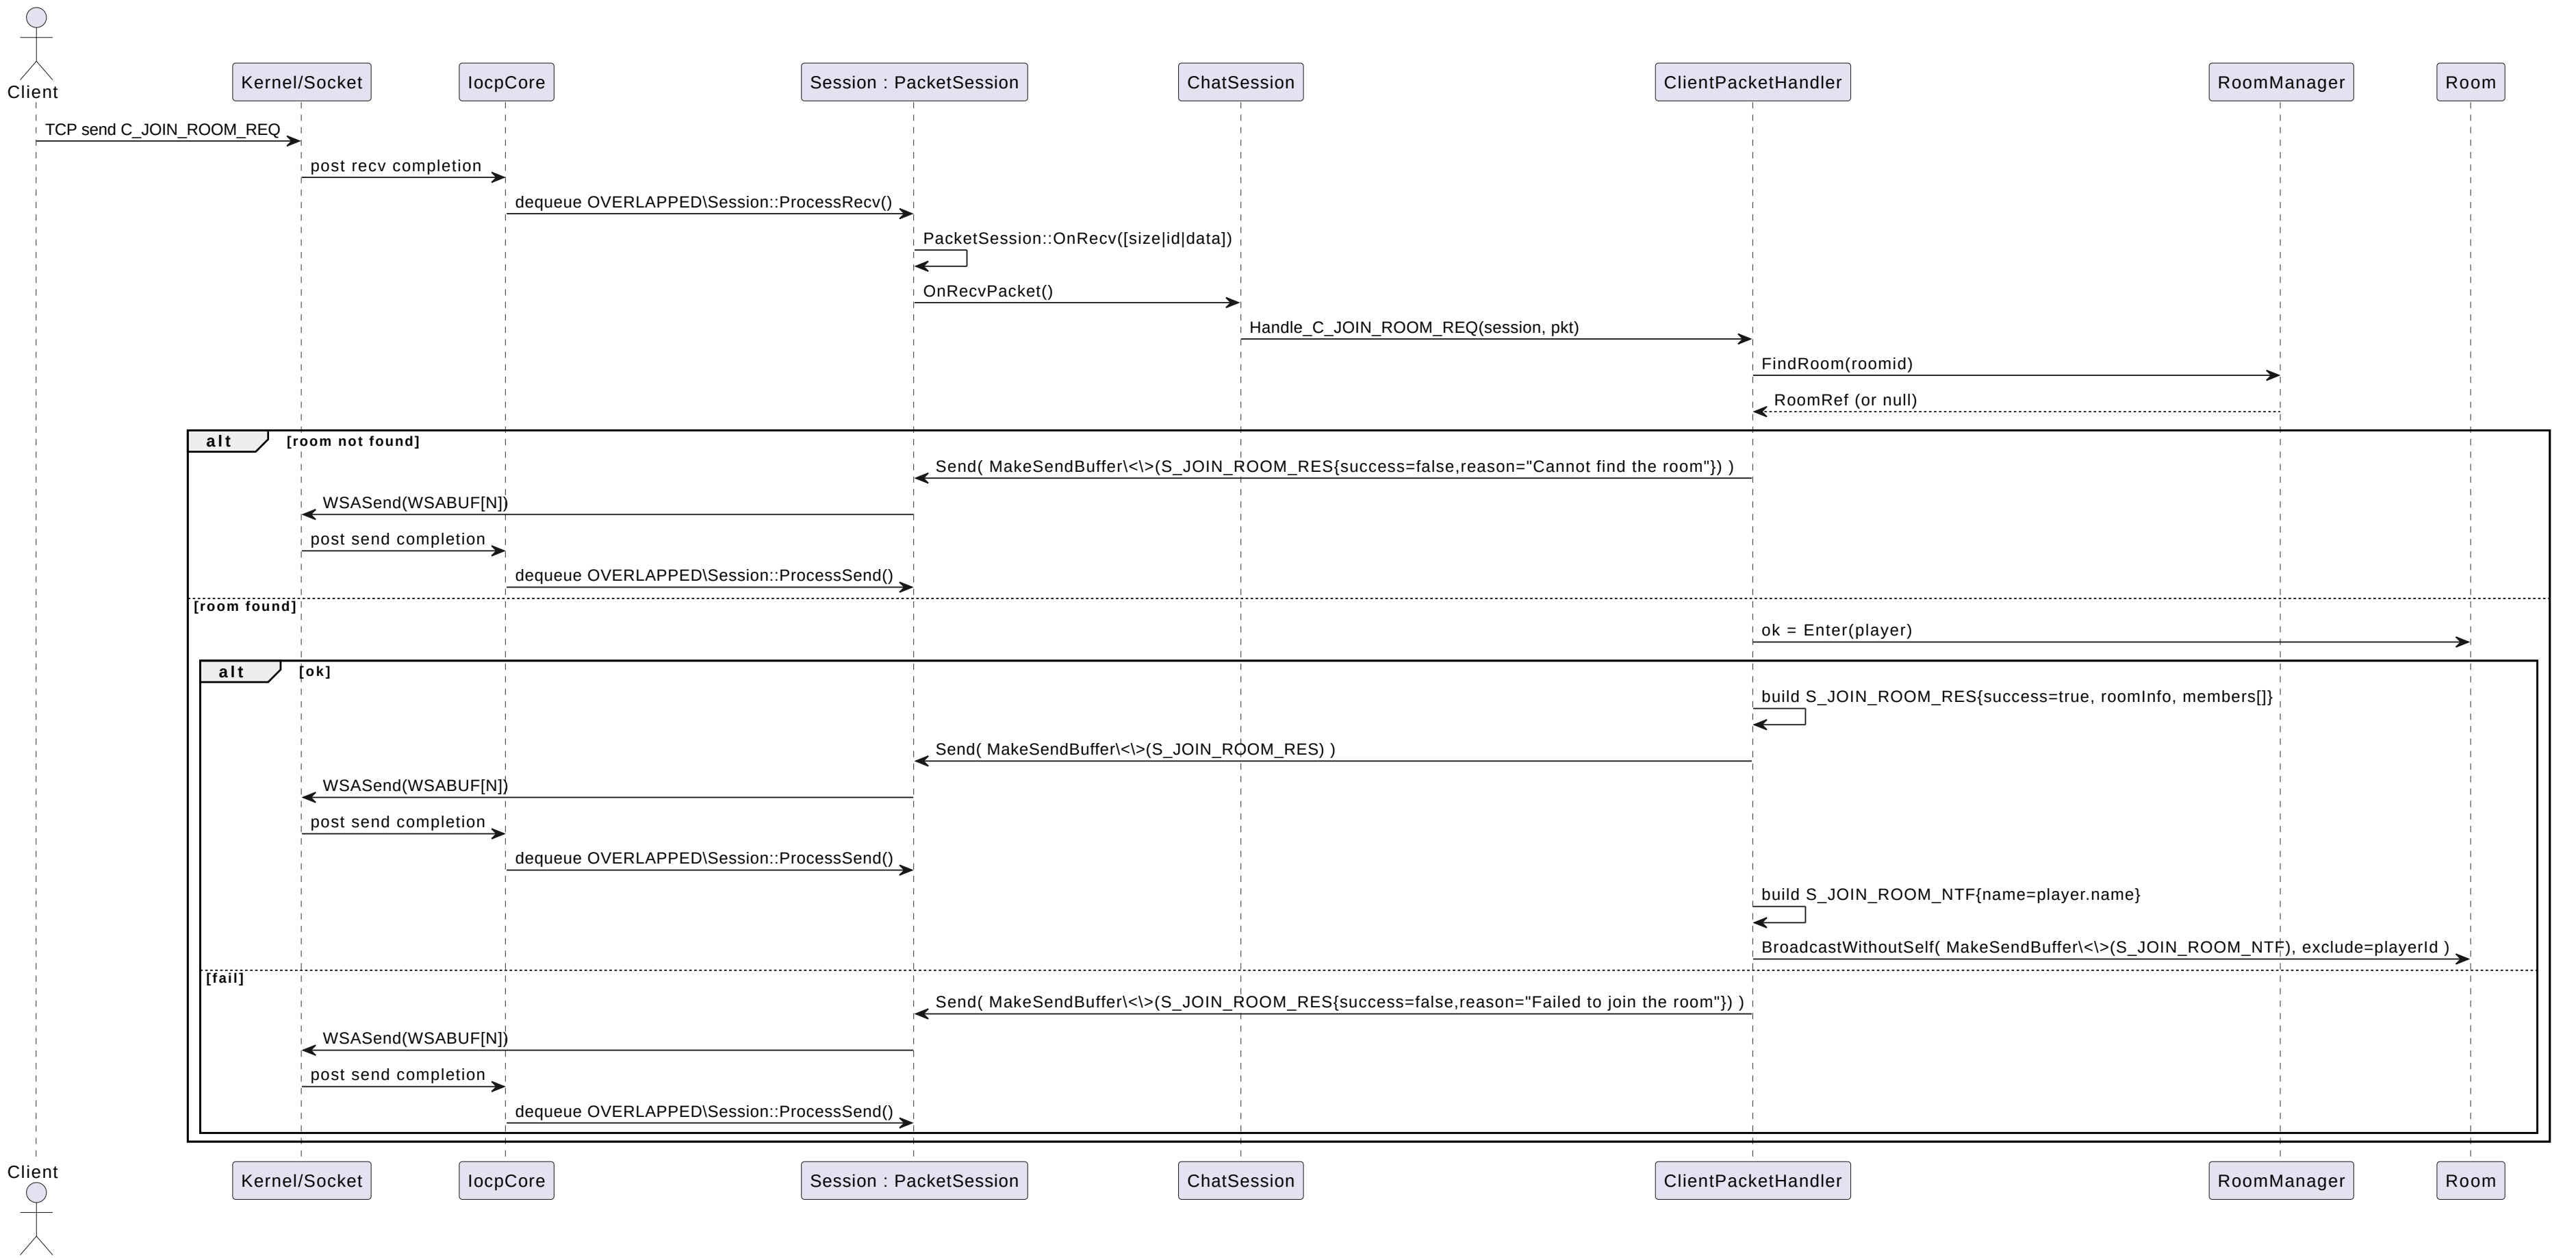 Client
Kernel/Socket
IocpCore
Session : PacketSession
ChatSession
ClientPacketHandler
RoomManager
Room
TCP send C_JOIN_ROOM_REQ
post recv completion
dequeue OVERLAPPED\Session::ProcessRecv()
PacketSession::OnRecv([size|id|data])
OnRecvPacket()
Handle_C_JOIN_ROOM_REQ(session, pkt)
FindRoom(roomid)
RoomRef (or null)
alt [room not found]
Send( MakeSendBuffer\<\>(S_JOIN_ROOM_RES{success=false,reason="Cannot find the room"}) )
WSASend(WSABUF[N])
post send completion
dequeue OVERLAPPED\Session::ProcessSend()
[room found]
ok = Enter(player)
alt [ok]
build S_JOIN_ROOM_RES{success=true, roomInfo, members[]}
Send( MakeSendBuffer\<\>(S_JOIN_ROOM_RES) )
WSASend(WSABUF[N])
post send completion
dequeue OVERLAPPED\Session::ProcessSend()
build S_JOIN_ROOM_NTF{name=player.name}
BroadcastWithoutSelf( MakeSendBuffer\<\>(S_JOIN_ROOM_NTF), exclude=playerId )
[fail]
Send( MakeSendBuffer\<\>(S_JOIN_ROOM_RES{success=false,reason="Failed to join the room"}) )
WSASend(WSABUF[N])
post send completion
dequeue OVERLAPPED\Session::ProcessSend()
Client
Kernel/Socket
IocpCore
Session : PacketSession
ChatSession
ClientPacketHandler
RoomManager
Room